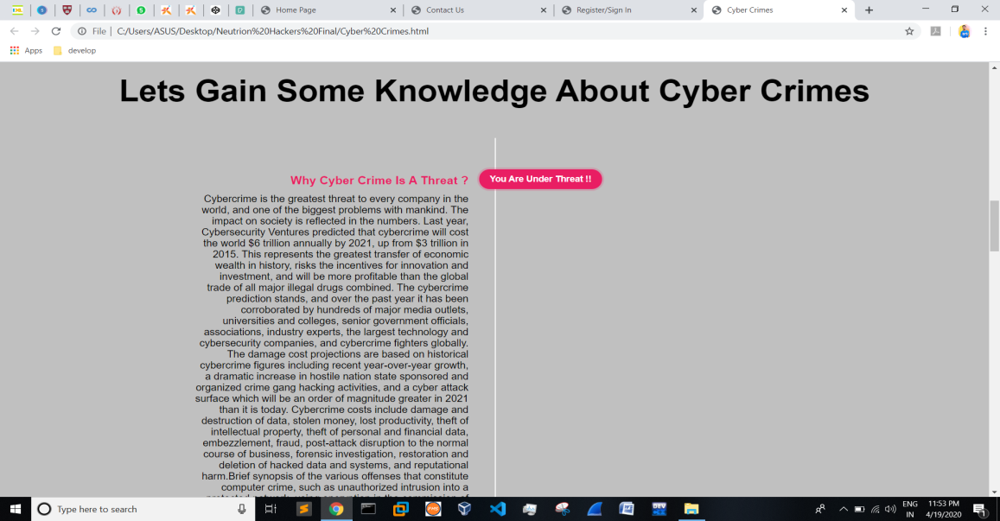 Home Page
Contact Us
Register/Sign In
Cyber Crimes
File | C:/Users/ASUS/Desktop/Neutrion%20Hackers%20Final/Cyber%20Crimes.html
Apps
develop
Lets Gain Some Knowledge About Cyber Crimes
Why Cyber Crime Is A Threat ?
You Are Under Threat !!
Cybercrime is the greatest threat to every company in the
world, and one of the biggest problems with mankind. The
impact on society is reflected in the numbers. Last year,
Cybersecurity Ventures predicted that cybercrime will cost
the world $6 trillion annually by 2021, up from $3 trillion in
2015. This represents the greatest transfer of economic
wealth in history, risks the incentives for innovation and
investment, and will be more profitable than the global
trade of all major illegal drugs combined. The cybercrime
prediction stands, and over the past year it has been
corroborated by hundreds of major media outlets,
universities and colleges, senior government officials,
associations, industry experts, the largest technology and
cybersecurity companies, and cybercrime fighters globally.
The damage cost projections are based on historical
cybercrime figures including recent year-over-year growth,
a dramatic increase in hostile nation state sponsored and
organized crime gang hacking activities, and a cyber attack
surface which will be an order of magnitude greater in 2021
than it is today. Cybercrime costs include damage and
destruction of data, stolen money, lost productivity, theft of
intellectual property, theft of personal and financial data,
embezzlement, fraud, post-attack disruption to the normal
course of business, forensic investigation, restoration and
deletion of hacked data and systems, and reputational
harm.Brief synopsis of the various offenses that constitute
computer crime, such as unauthorized intrusion into a
Type here to search
ENG
IN
11:53 PM
4/19/2020